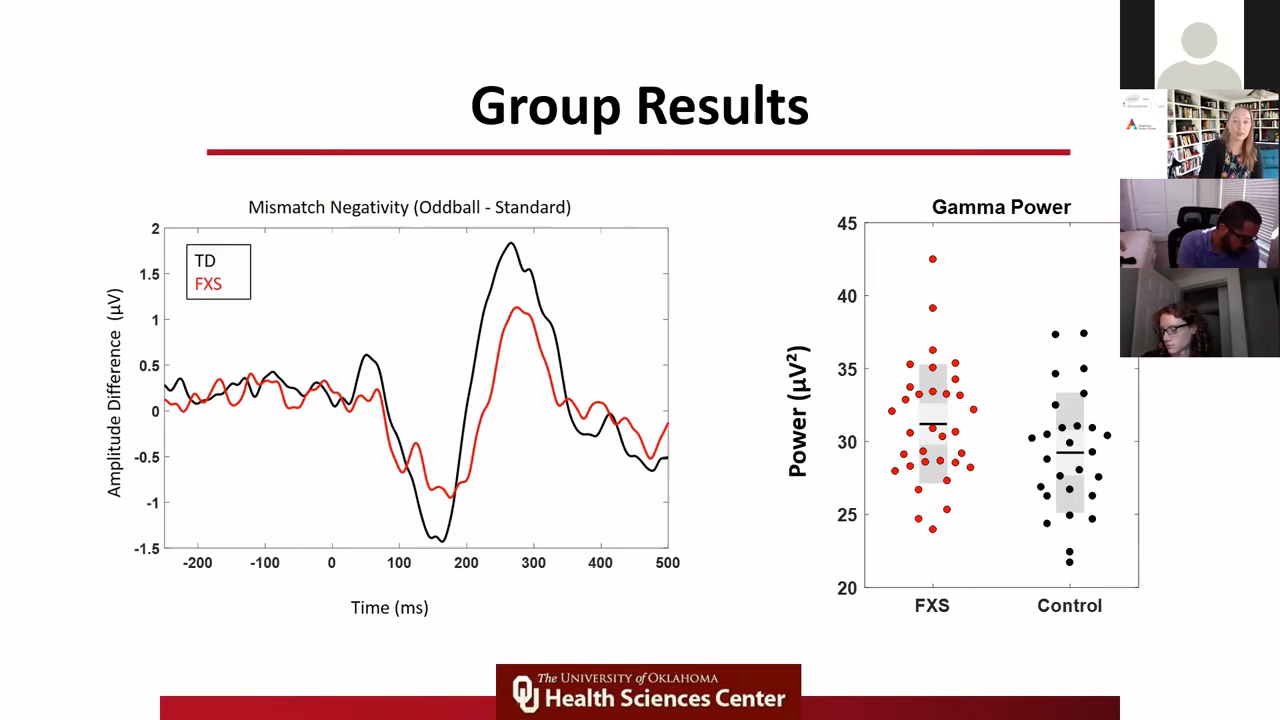 Group Results
Mismatch Negativity (Oddball - Standard)
TD
FXS
Amplitude Difference (µV)
2
1.5
1
0.5
0
-0.5
-1
-1.5
-200 -100 0 100 200 300 400 500
Time (ms)
Gamma Power
Power (µV²)
45
40
35
30
25
20
FXS Control
The UNIVERSITY of OKLAHOMA
OU Health Sciences Center